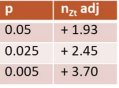 p n_Zt adj
0.05 + 1.93
0.025 + 2.45
0.005 + 3.70